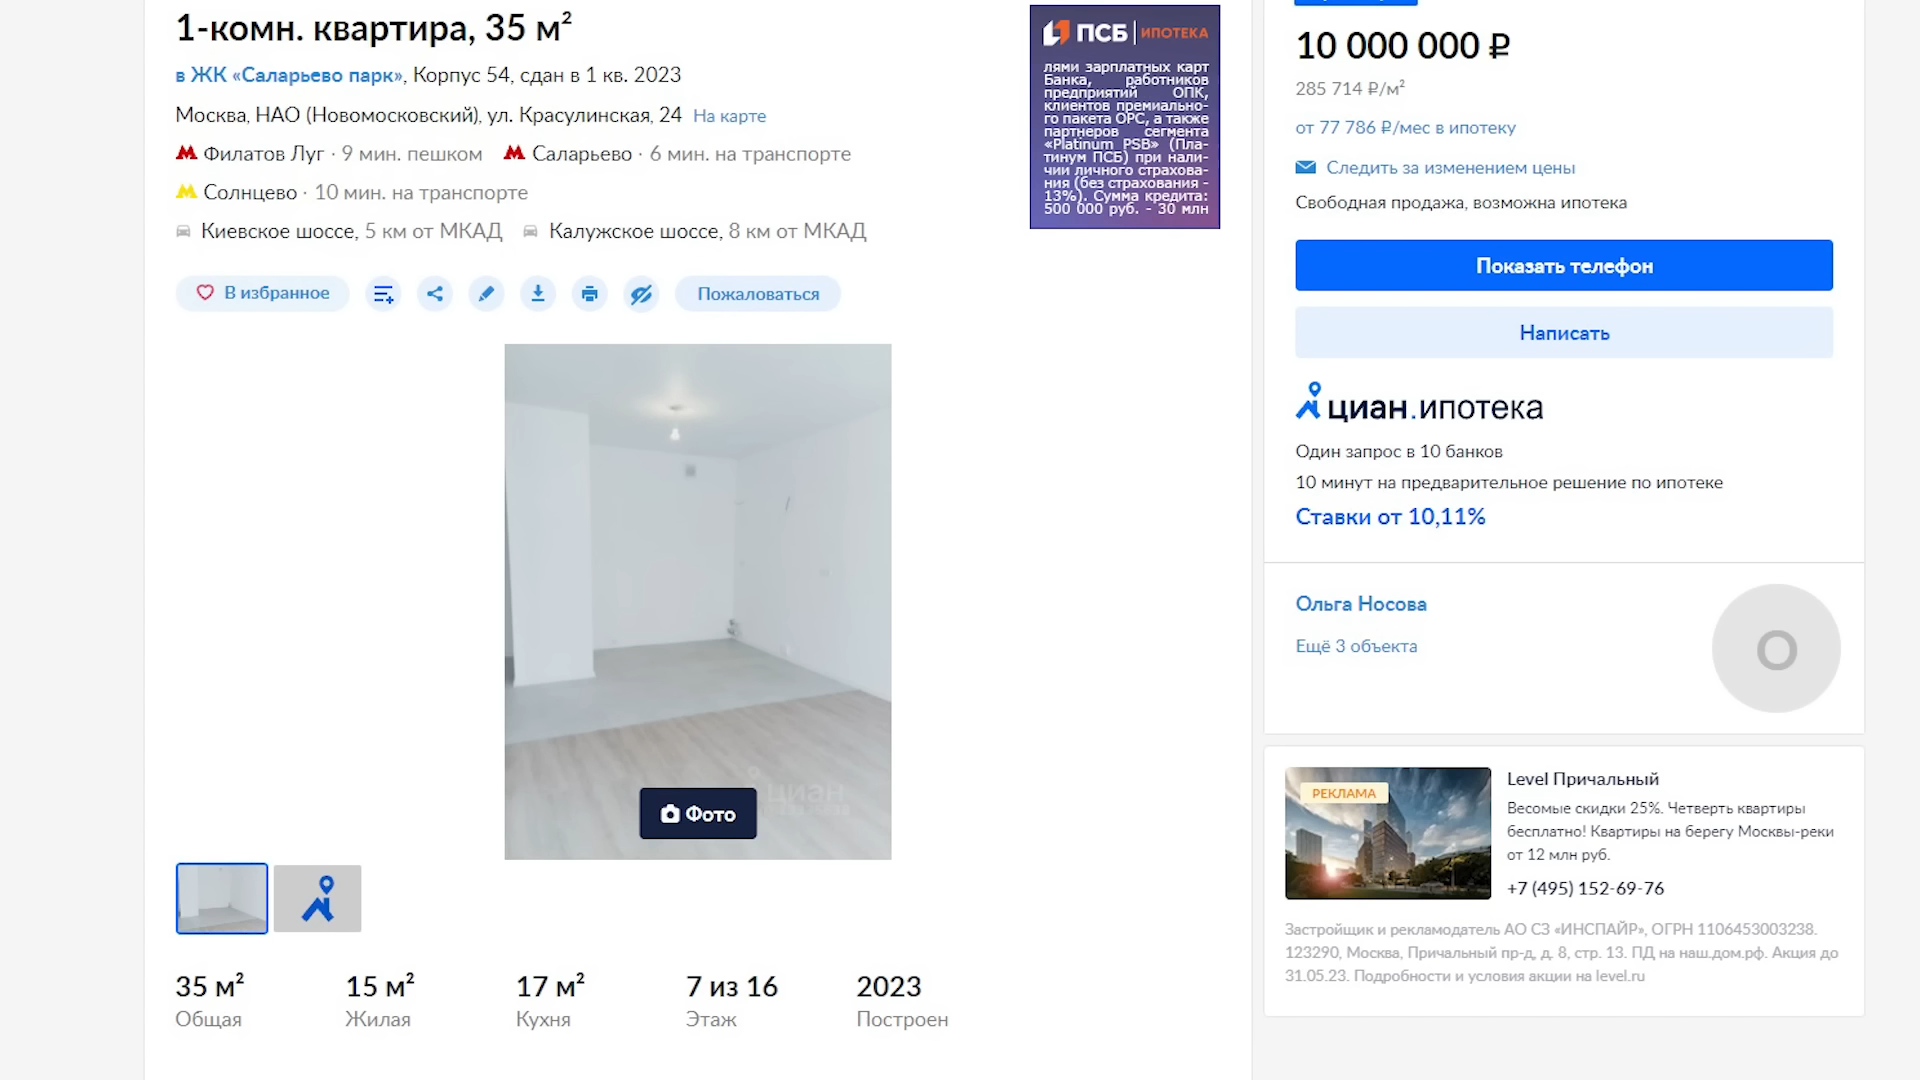 1-комн. квартира, 35 м²
в ЖК «Саларьево парк», Корпус 54, сдан в 1 кв. 2023
Москва, НАО (Новомосковский), ул. Красулинская, 24 На карте
Филатов Луг · 9 мин. пешком Саларьево · 6 мин. на транспорте
Солнцево · 10 мин. на транспорте
Киевское шоссе, 5 км от МКАД Калужское шоссе, 8 км от МКАД
В избранное
Пожаловаться
ПСБ | ИПОТЕКА
лями зарплатных карт
Банка, работников
предприятий ОПК,
клиентов премиально-
го пакета ОРС, а также
партнеров сегмента
«Platinum PSB» (Пла-
тинум ПСБ) при нали-
чии личного страхова-
ния (без страхования -
13%). Сумма кредита:
500 000 руб. - 30 млн
циан
Фото
35 м²
Общая
15 м²
Жилая
17 м²
Кухня
7 из 16
Этаж
2023
Построен
10 000 000 ₽
285 714 ₽/м²
от 77 786 ₽/мес в ипотеку
Следить за изменением цены
Свободная продажа, возможна ипотека
Показать телефон
Написать
циан.ипотека
Один запрос в 10 банков
10 минут на предварительное решение по ипотеке
Ставки от 10,11%
Ольга Носова
Ещё 3 объекта
О
РЕКЛАМА
Level Причальный
Весомые скидки 25%. Четверть квартиры
бесплатно! Квартиры на берегу Москвы-реки
от 12 млн руб.
+7 (495) 152-69-76
Застройщик и рекламодатель АО СЗ «ИНСПАЙР», ОГРН 1106453003238.
123290, Москва, Причальный пр-д, д. 8, стр. 13. ПД на наш.дом.рф. Акция до
31.05.23. Подробности и условия акции на level.ru